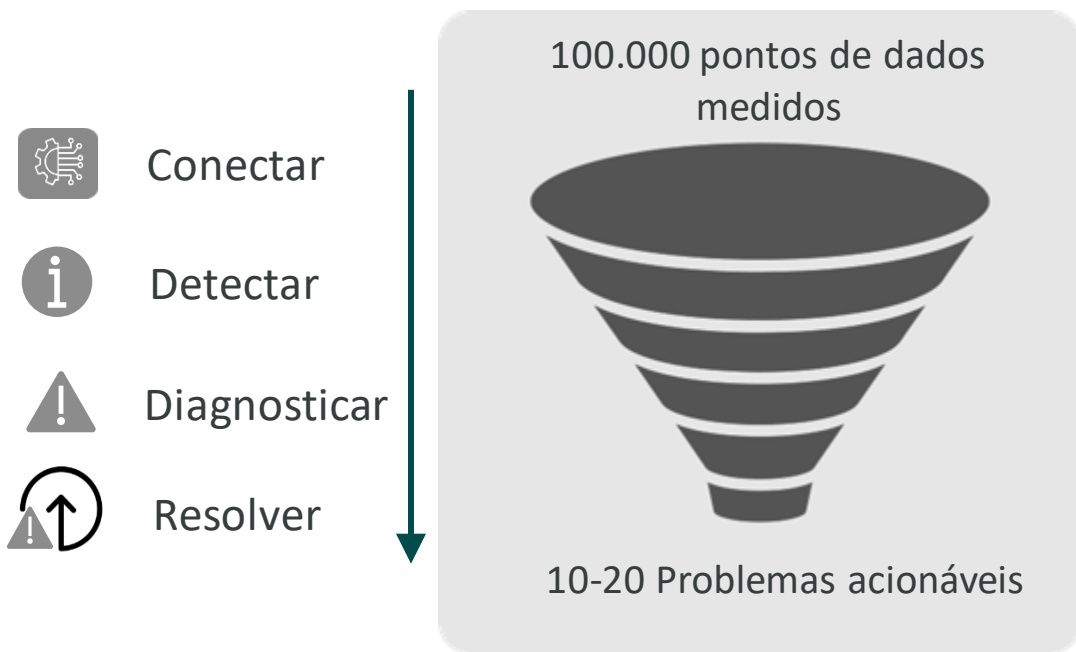 100.000 pontos de dados
medidos
Conectar
Detectar
Diagnosticar
Resolver
10-20 Problemas acionáveis